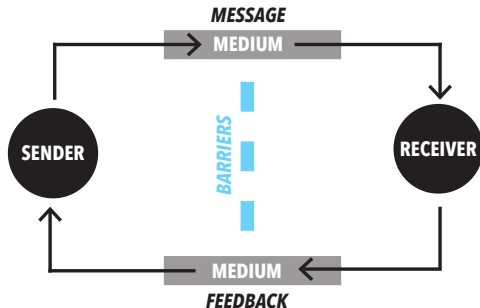 MESSAGE
MEDIUM
SENDER
BARRIERS
RECEIVER
MEDIUM
FEEDBACK